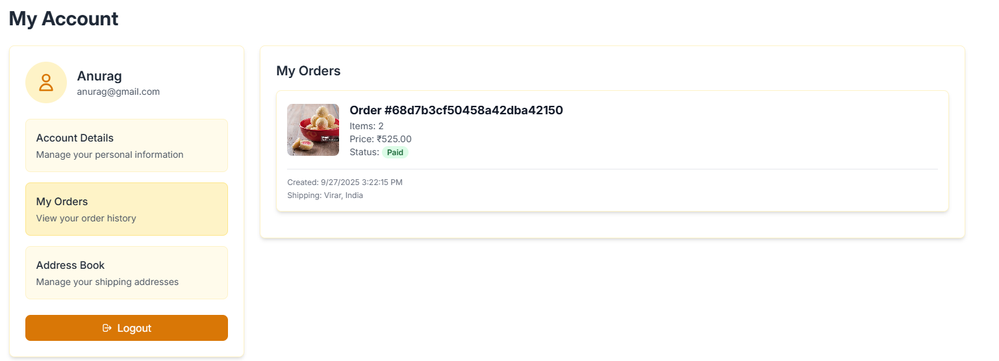 My Account
Anurag
anurag@gmail.com
Account Details
Manage your personal information
My Orders
View your order history
Address Book
Manage your shipping addresses
Logout
My Orders
Order #68d7b3cf50458a42dba42150
Items: 2
Price: ₹525.00
Status: Paid
Created: 9/27/2025 3:22:15 PM
Shipping: Virar, India